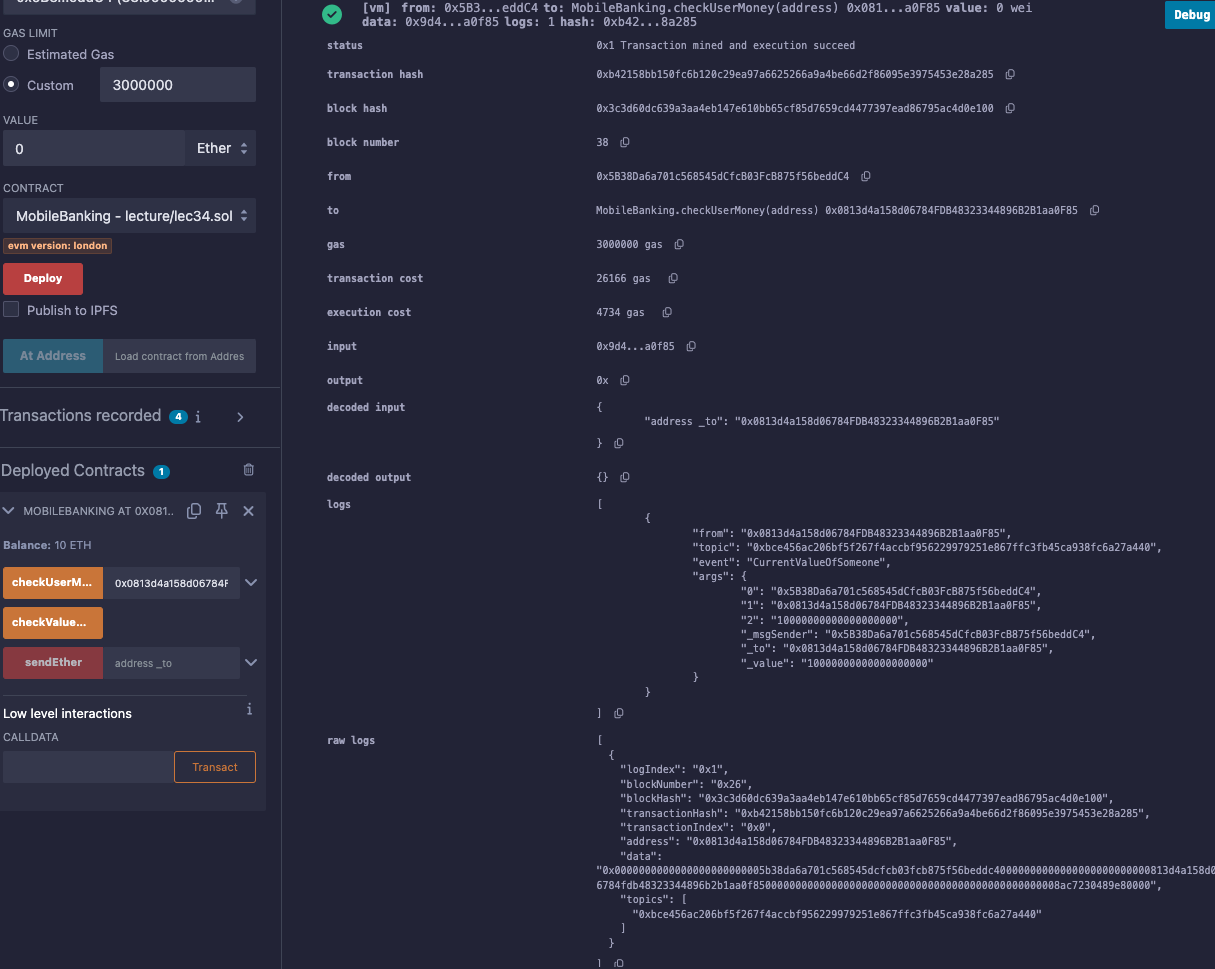 GAS LIMIT
Estimated Gas
Custom
3000000
VALUE
0
Ether
CONTRACT
MobileBanking - lecture/lec34.sol
evm version: london
Deploy
Publish to IPFS
At Address
Load contract from Addres
Transactions recorded 4 i
Deployed Contracts 1
MOBILEBANKING AT 0X081..
Balance: 10 ETH
checkUserM...
0x0813d4a158d06784F
checkValue...
sendEther
address _to
Low level interactions
i
CALLDATA
Transact
[vm] from: 0x5B3...eddC4 to: MobileBanking.checkUserMoney(address) 0x081...a0F85 value: 0 wei
data: 0x9d4...a0f85 logs: 1 hash: 0xb42...8a285
Debug
status 0x1 Transaction mined and execution succeed
transaction hash 0xb42158bb150fc6b120c29ea97a6625266a9a4be66d2f86095e3975453e28a285
block hash 0x3c3d60dc639a3aa4eb147e610bb65cf85d7659cd4477397ead86795ac4d0e100
block number 38
from 0x5B38Da6a701c568545dCfcB03FcB875f56beddC4
to MobileBanking.checkUserMoney(address) 0x0813d4a158d06784FDB48323344896B2B1aa0F85
gas 3000000 gas
transaction cost 26166 gas
execution cost 4734 gas
input 0x9d4...a0f85
output 0x
decoded input {
"address _to": "0x0813d4a158d06784FDB48323344896B2B1aa0F85"
}
decoded output {}
logs [
{
"from": "0x0813d4a158d06784FDB48323344896B2B1aa0F85",
"topic": "0xbce456ac206bf5f267f4accbf956229979251e867ffc3fb45ca938fc6a27a440",
"event": "CurrentValueOfSomeone",
"args": {
"0": "0x5B38Da6a701c568545dCfcB03FcB875f56beddC4",
"1": "0x0813d4a158d06784FDB48323344896B2B1aa0F85",
"2": "10000000000000000000",
"_msgSender": "0x5B38Da6a701c568545dCfcB03FcB875f56beddC4",
"_to": "0x0813d4a158d06784FDB48323344896B2B1aa0F85",
"_value": "10000000000000000000"
}
}
]
raw logs [
{
"logIndex": "0x1",
"blockNumber": "0x26",
"blockHash": "0x3c3d60dc639a3aa4eb147e610bb65cf85d7659cd4477397ead86795ac4d0e100",
"transactionHash": "0xb42158bb150fc6b120c29ea97a6625266a9a4be66d2f86095e3975453e28a285",
"transactionIndex": "0x0",
"address": "0x0813d4a158d06784FDB48323344896B2B1aa0F85",
"data":
"0x0000000000000000000000005b38da6a701c568545dcfcb03fcb875f56beddc40000000000000000000000000813d4a158d0
6784fdb48323344896b2b1aa0f850000000000000000000000000000000000000000000000008ac7230489e80000",
"topics": [
"0xbce456ac206bf5f267f4accbf956229979251e867ffc3fb45ca938fc6a27a440"
]
}
]